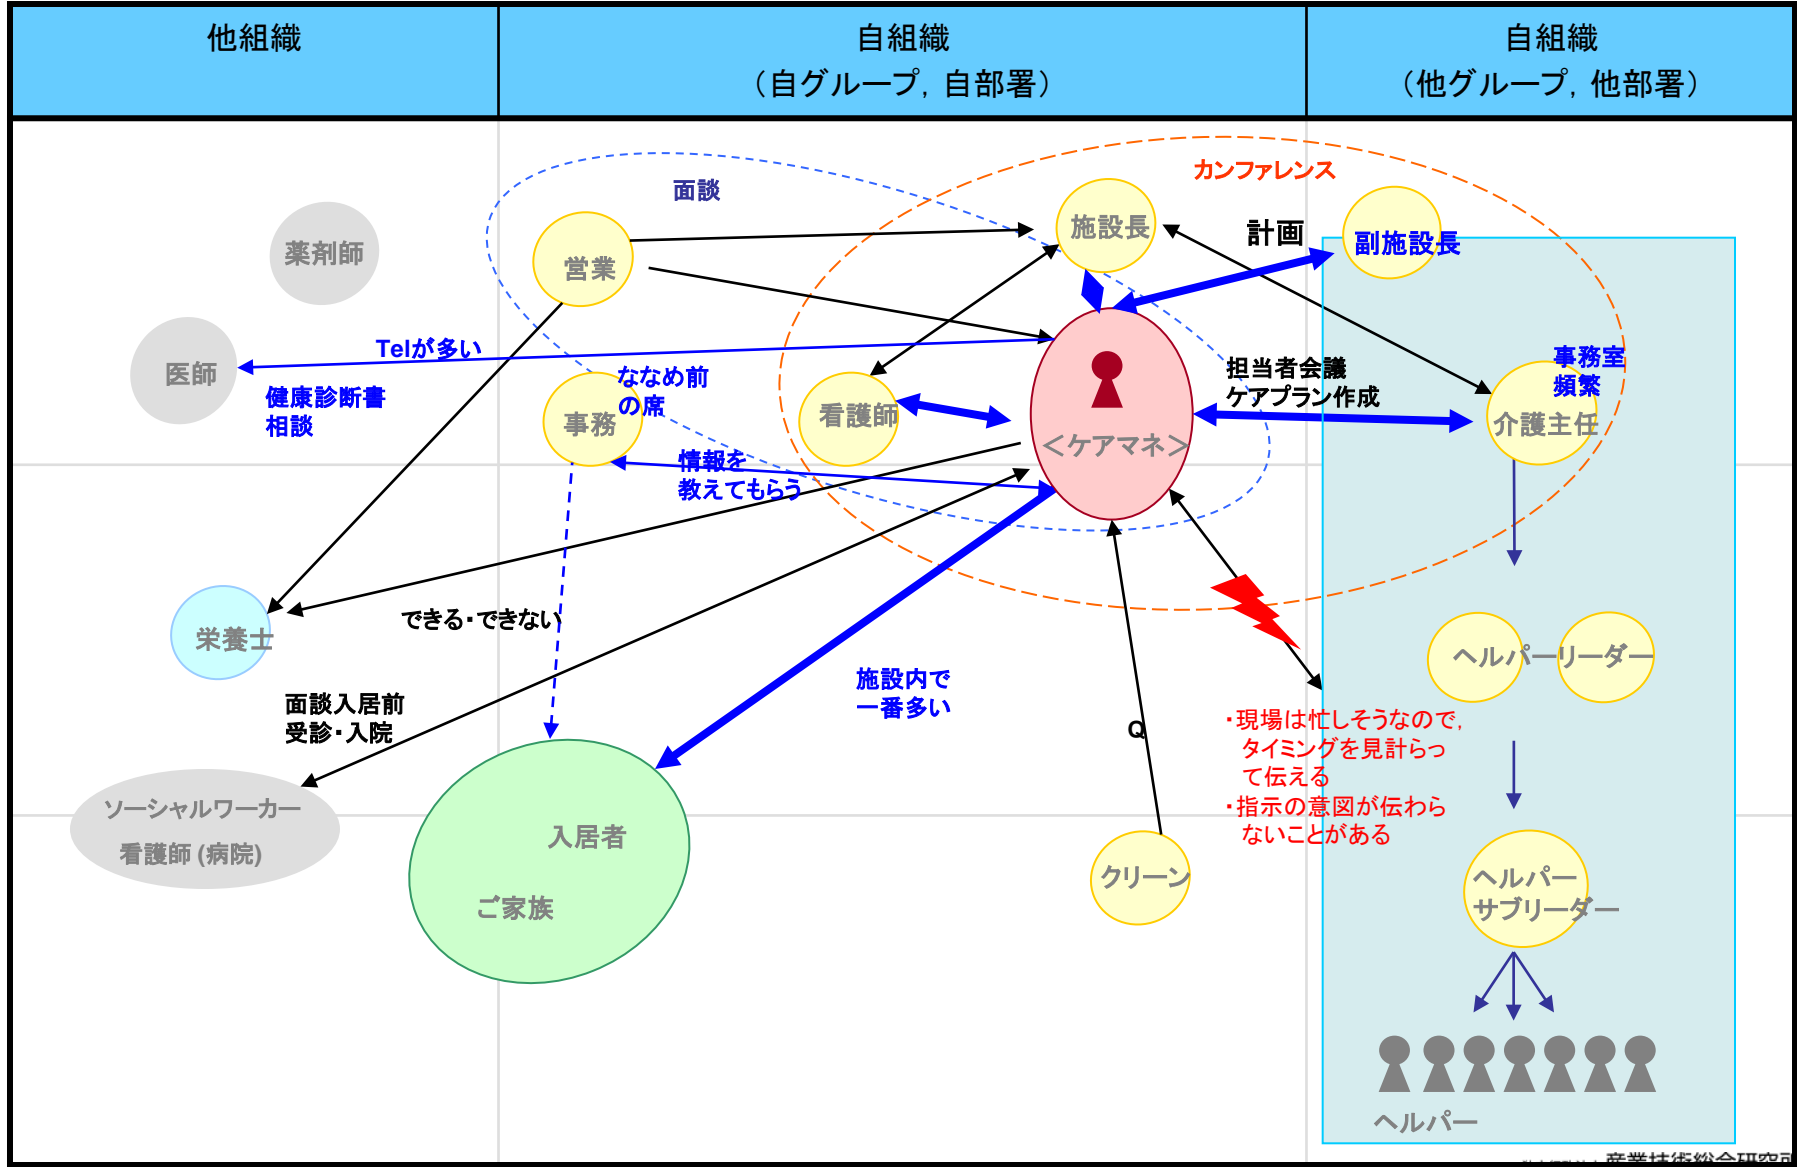 他組織
自組織
（自グループ，自部署）
自組織
（他グループ，他部署）
カンファレンス
面談
施設長
計画
副施設長
薬剤師
営業
Telが多い
医師
健康診断書
相談
ななめ前
の席
事務
看護師
＜ケアマネ＞
担当者会議
ケアプラン作成
事務室
頻繁
介護主任
情報を
教えてもらう
できる・できない
栄養士
ヘルパーリーダー
面談入居前
受診・入院
施設内で
一番多い
Q
・現場は忙しそうなので，
タイミングを見計らっ
て伝える
・指示の意図が伝わら
ないことがある
ソーシャルワーカー
看護師 (病院)
入居者
ご家族
クリーン
ヘルパー
サブリーダー
ヘルパー
産業技術総合研究所